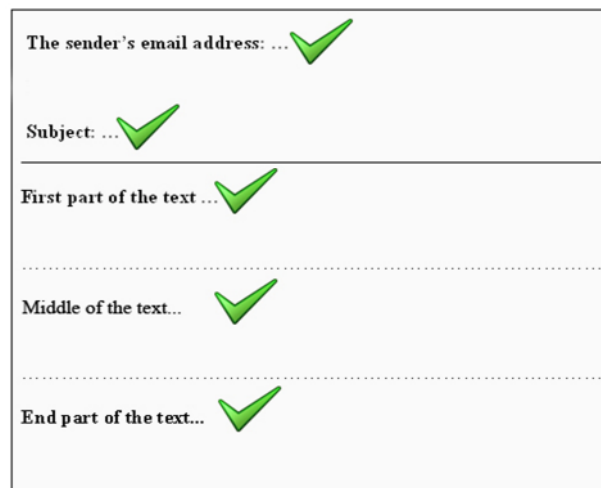 The sender's email address: ...
Subject: ...
First part of the text ...
Middle of the text...
End part of the text...